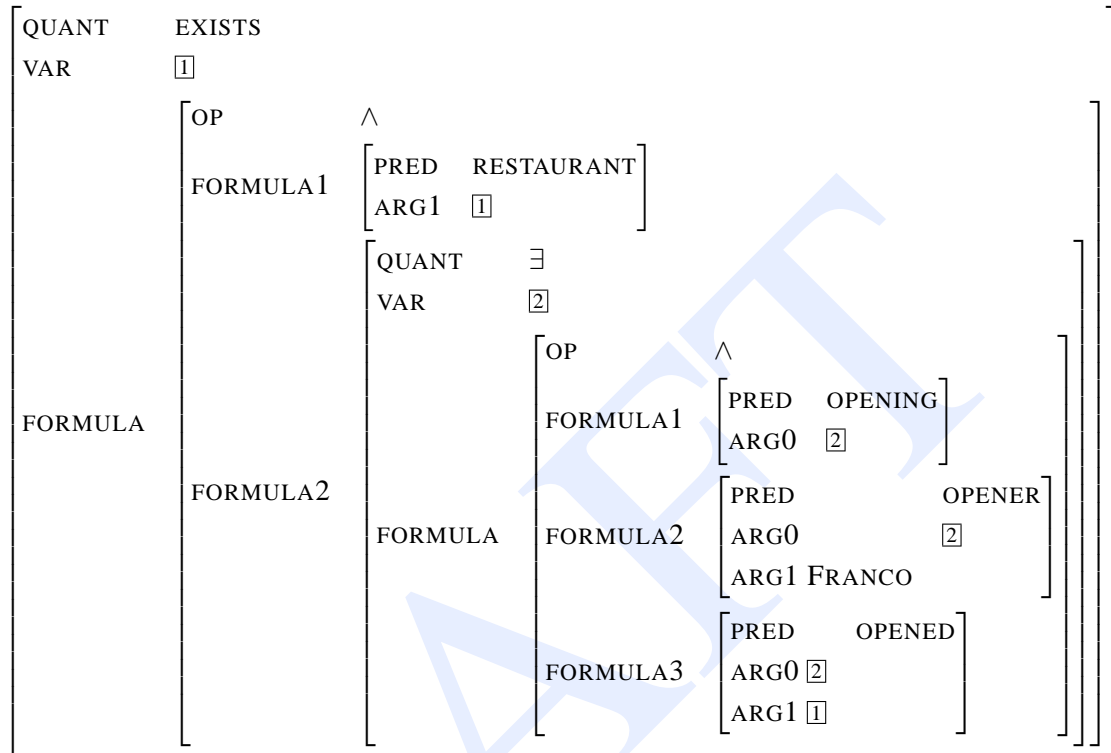 QUANT EXISTS
VAR 1
OP ∧
PRED RESTAURANT
FORMULA1
ARG1 1
QUANT ∃
VAR 2
OP ∧
PRED OPENING
FORMULA FORMULA1
ARG0 2
FORMULA2 PRED OPENER
FORMULA FORMULA2 ARG0 2
ARG1 FRANCO
PRED OPENED
FORMULA3 ARG0 2
ARG1 1